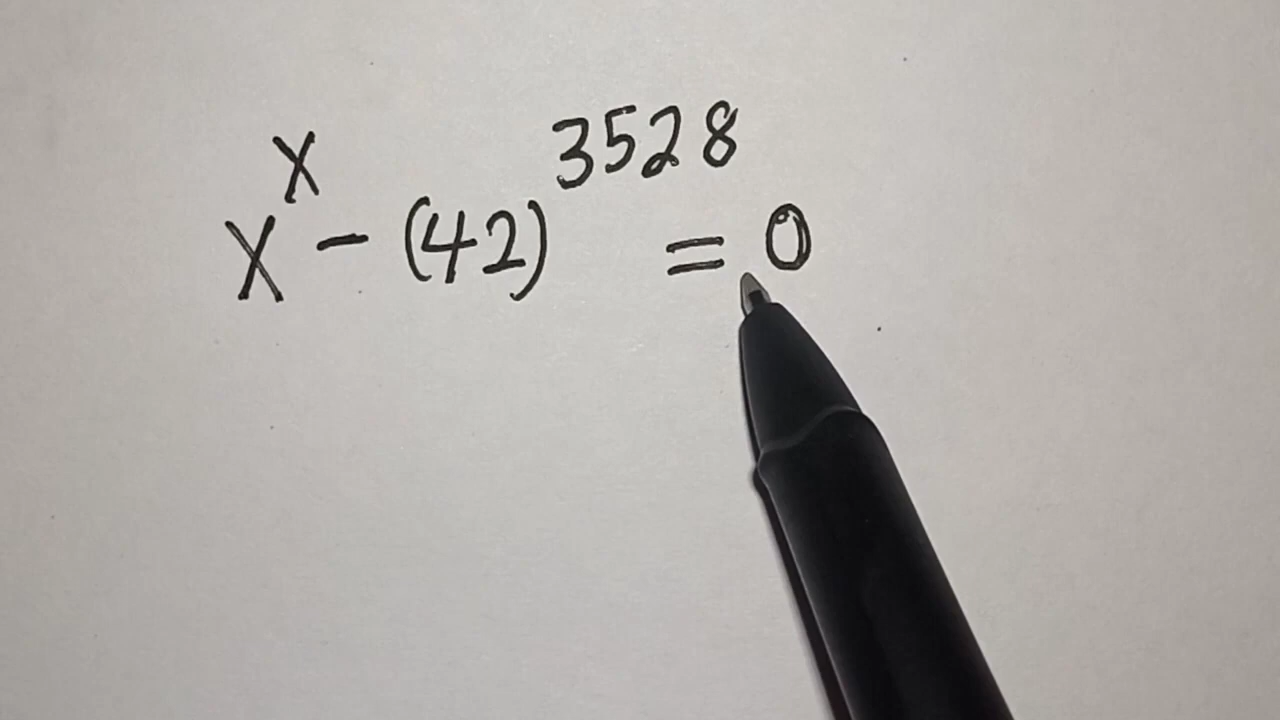 x^x - (42)^3528 = 0